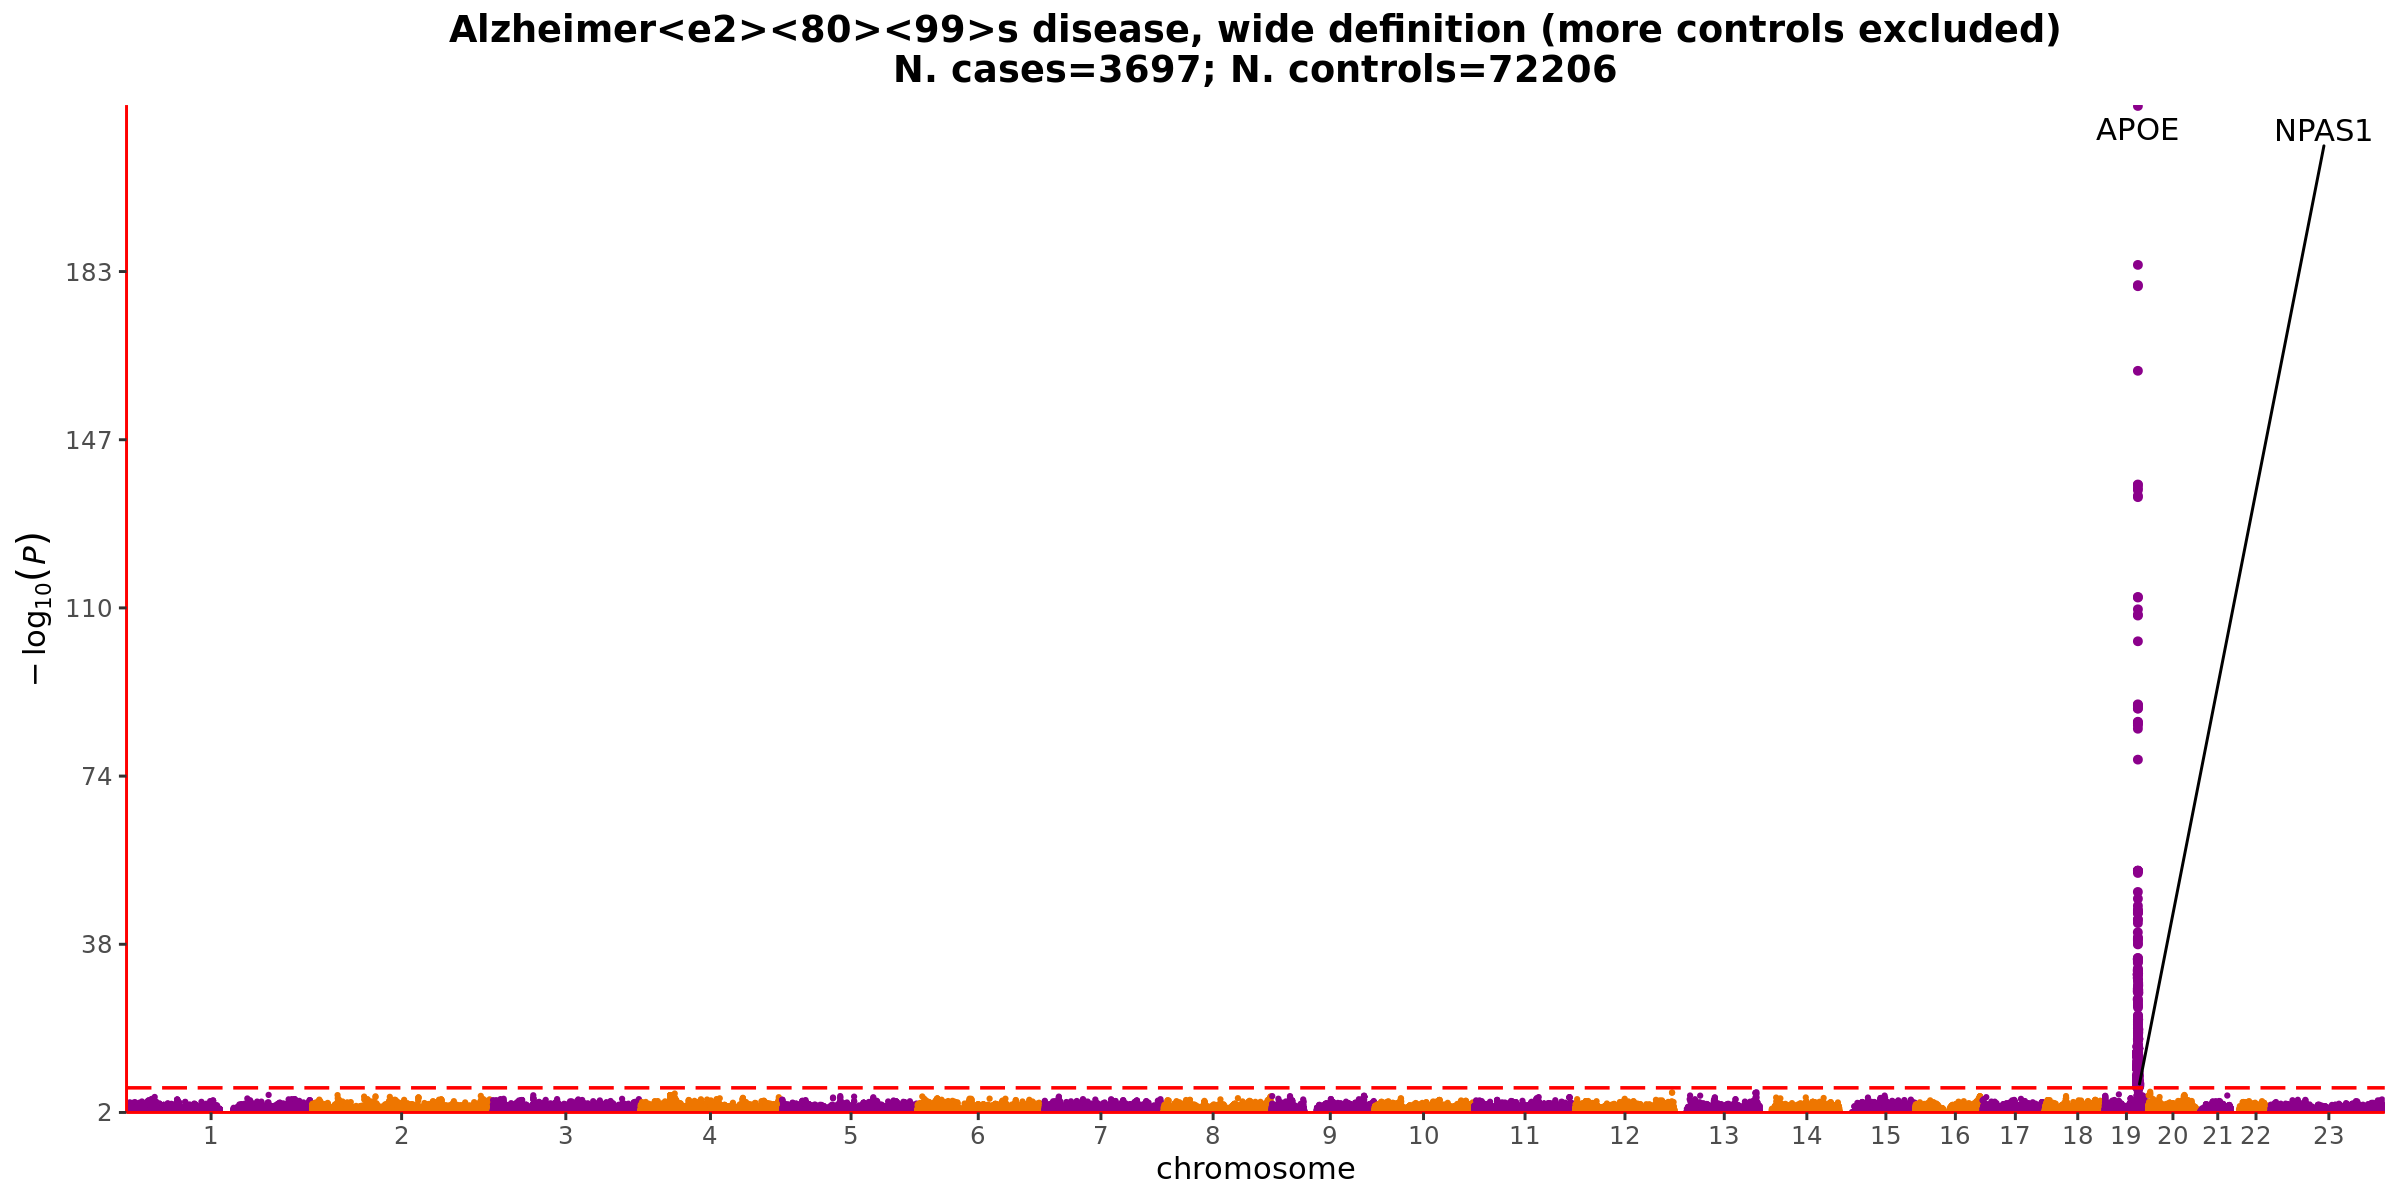 Alzheimer<e2><80><99>s disease, wide definition (more controls excluded)
N. cases=3697; N. controls=72206
APOE NPAS1
183
147
110
74
38
2
−log10(P)
1 2 3 4 5 6 7 8 9 10 11 12 13 14 15 16 17 18 19 20 21 22 23
chromosome